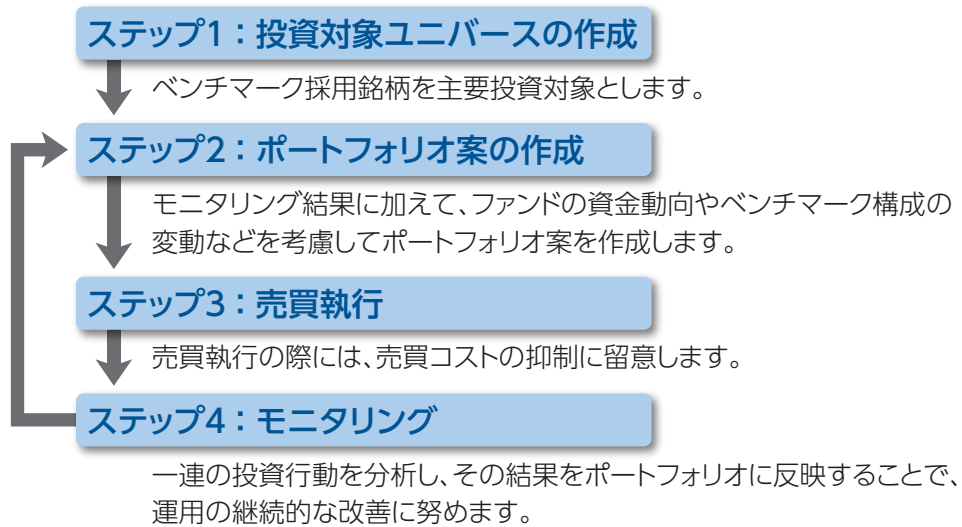 ステップ1：投資対象ユニバースの作成
ベンチマーク採用銘柄を主要投資対象とします。
ステップ2：ポートフォリオ案の作成
モニタリング結果に加えて、ファンドの資金動向やベンチマーク構成の
変動などを考慮してポートフォリオ案を作成します。
ステップ3：売買執行
売買執行の際には、売買コストの抑制に留意します。
ステップ4：モニタリング
一連の投資行動を分析し、その結果をポートフォリオに反映することで、
運用の継続的な改善に努めます。